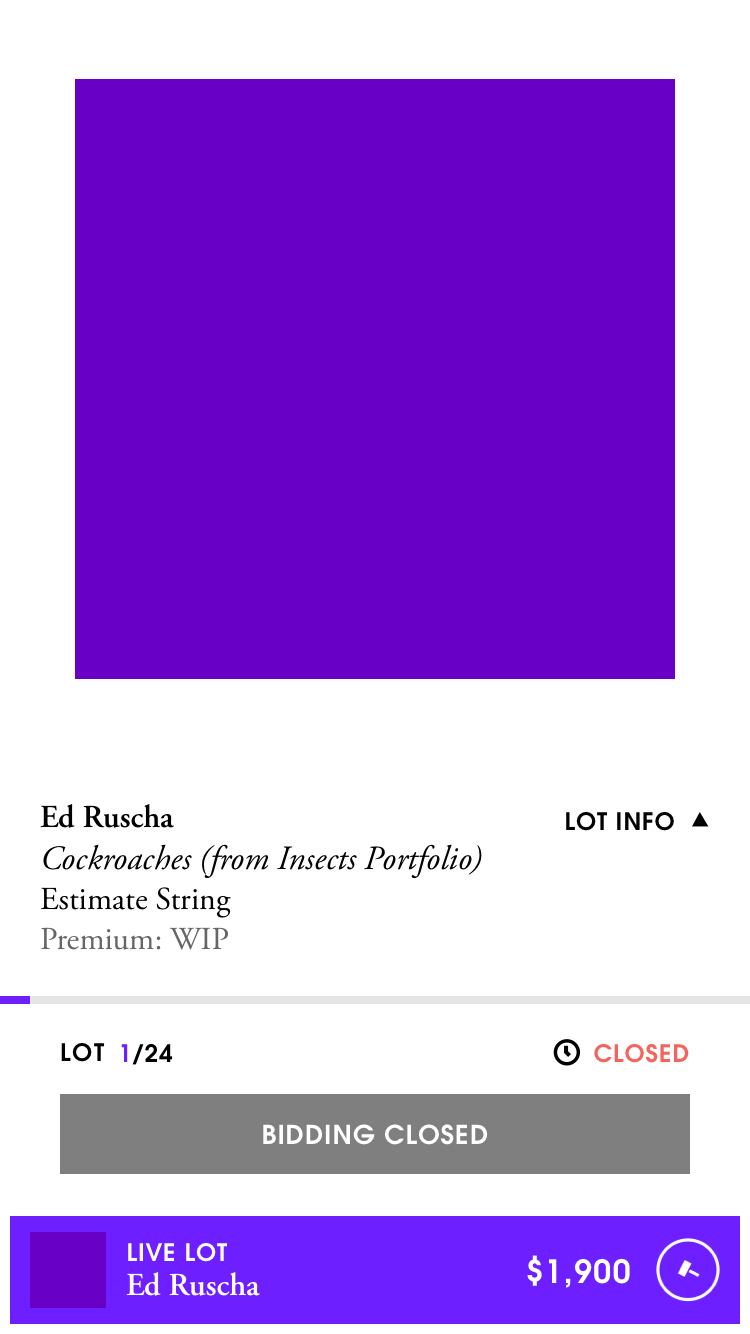 Ed Ruscha
LOT INFO ▲
Cockroaches (from Insects Portfolio)
Estimate String
Premium: WIP
LOT 1/24
CLOSED
BIDDING CLOSED
LIVE LOT
Ed Ruscha
$1,900